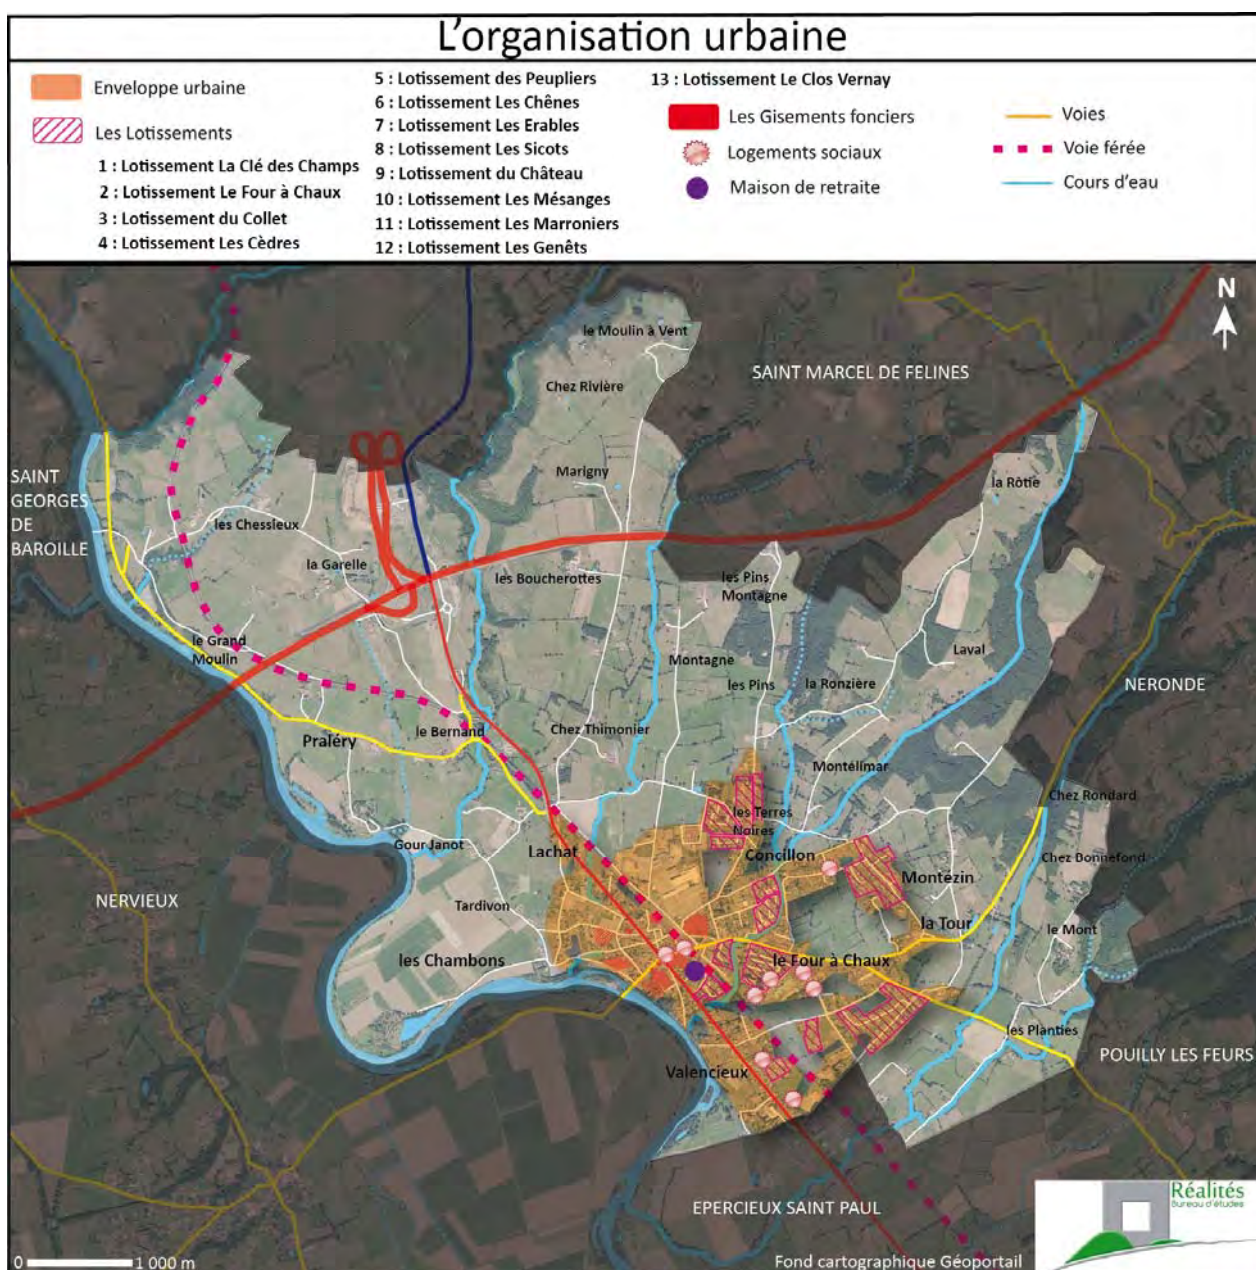 L'organisation urbaine
Enveloppe urbaine
Les Lotissements
1 : Lotissement La Clé des Champs
2 : Lotissement Le Four à Chaux
3 : Lotissement du Collet
4 : Lotissement Les Cèdres
5 : Lotissement des Peupliers
6 : Lotissement Les Chênes
7 : Lotissement Les Erables
8 : Lotissement Les Sicots
9 : Lotissement du Château
10 : Lotissement Les Mésanges
11 : Lotissement Les Marroniers
12 : Lotissement Les Genêts
13 : Lotissement Le Clos Vernay
Les Gisements fonciers
Logements sociaux
Maison de retraite
Voies
Voie férée
Cours d'eau
N
le Moulin à Vent
SAINT MARCEL DE FELINES
Chez Rivière
Marigny
la Rôtie
SAINT
GEORGES
DE
BAROILLE
les Chessieux
la Garelle
les Boucherottes
les Pins
Montagne
le Grand
Moulin
Montagne
Laval
les Pins
la Ronzière
NERONDE
Praléry
le Bernand
Chez Thimonier
Montélimar
Chez Rondard
les Terres
Noires
Gour Janot
Lachat
Concillon
Chez Donnefond
Montézin
NERVIEUX
Tardivon
la Tour
le Mont
les Chambons
le Four à Chaux
les Planties
POUILLY LES FEURS
Valencieux
EPERCIEUX SAINT PAUL
Réalités
Bureau d'études
0 1 000 m
Fond cartographique Géoportail